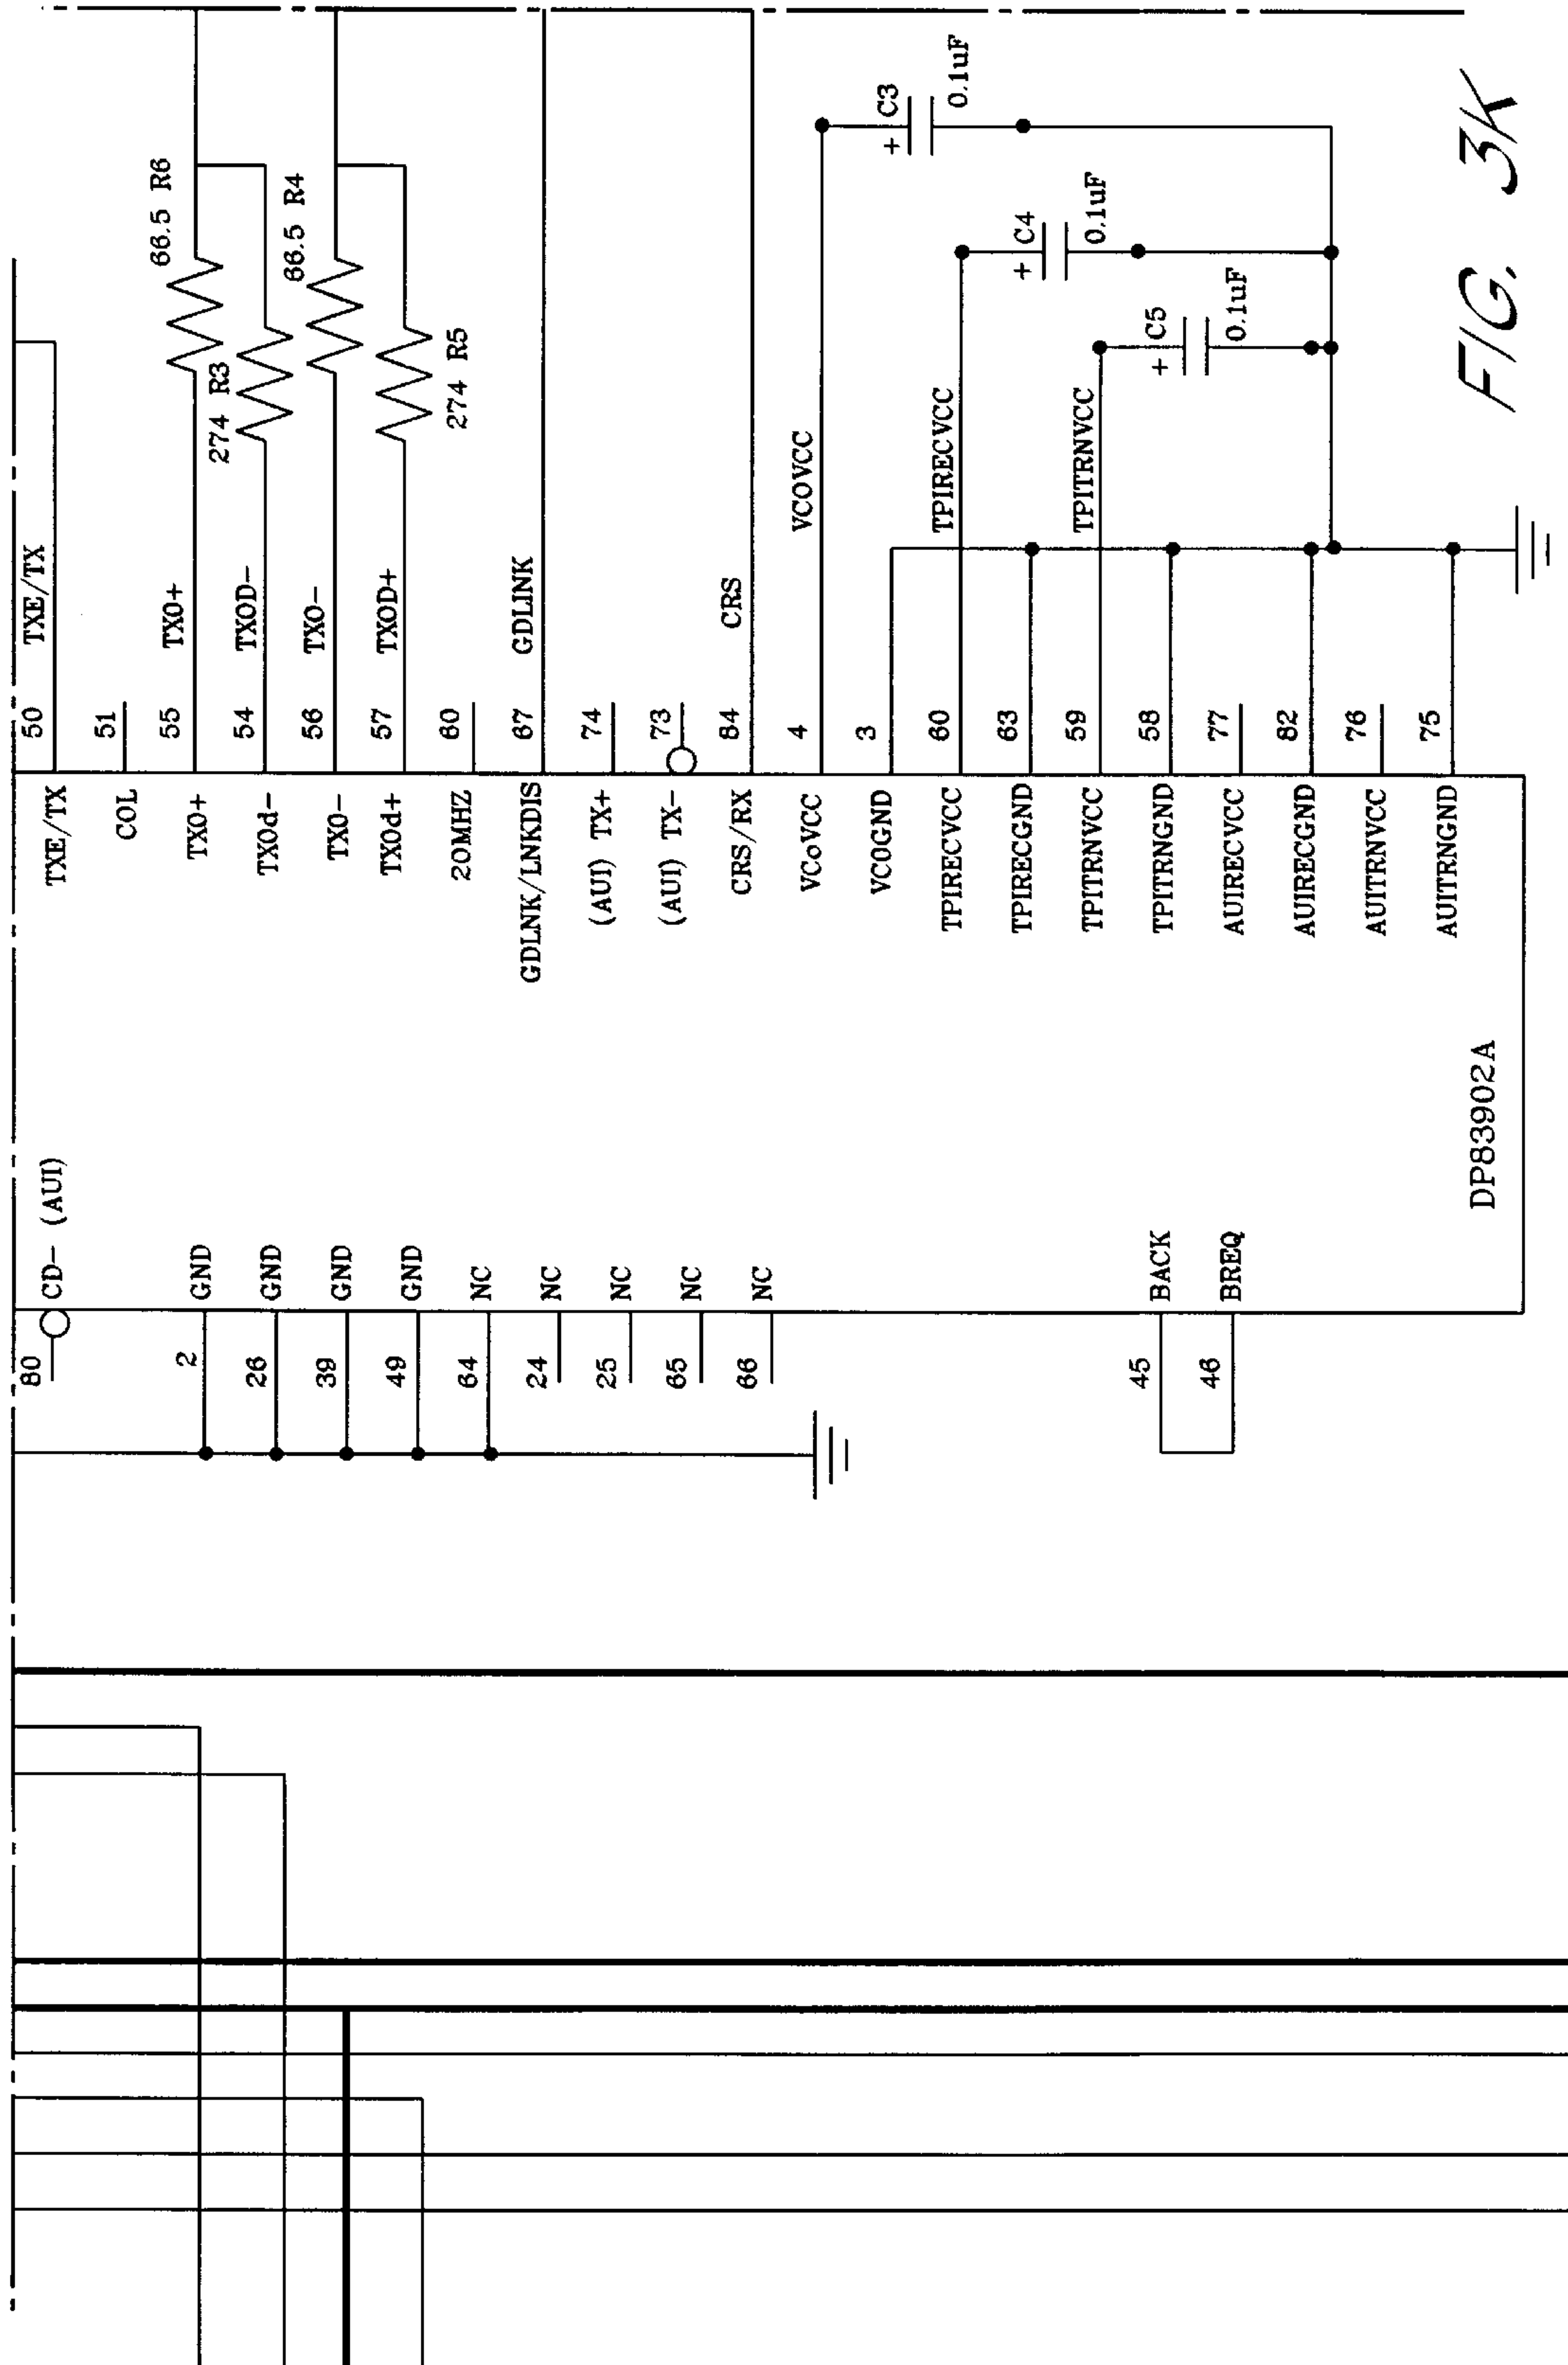 80 CD- (AUI) TXE/TX 50 TXE/TX
COL 51
66.5 R6
2 GND TX0+ 55 TX0+
274 R3
26 GND TX0d- 54 TXOD-
66.5 R4
39 GND TX0- 56 TXO-
49 GND TX0d+ 57 TXOD+
274 R5
64 NC 20MHZ 60
GDLNK/LNKDIS 67 GDLINK
24 NC
25 NC (AUI) TX+ 74
65 NC (AUI) TX- 73
66 NC CRS/RX 84 CRS
VCoVCC 4 VCOVCC
VC0GND 3
+ C3
0.1uF
TPIRECVCC 60 TPIRECVCC
TPIRECGND 63
+ C4
0.1uF
TPITRNVCC 59 TPITRNVCC
45 BACK TPITRNGND 58
+ C5
0.1uF
46 BREQ AUIRECVCC 77
AUIRECGND 82
AUITRNVCC 76
AUITRNGND 75
DP83902A
FIG. 3K